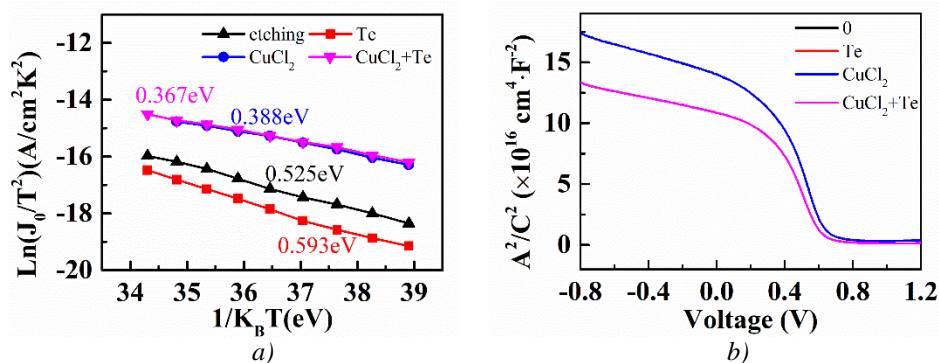 etching
Te
CuCl2
CuCl2+Te
0.367eV
0.388eV
0.525eV
0.593eV
-12
-14
-16
-18
-20
Ln(J0/T2)(A/cm2K2)
34 35 36 37 38 39
1/KBT(eV)
a)
0
Te
CuCl2
CuCl2+Te
15
10
5
0
A2/C2 (×10^16 cm4·F-2)
-0.8 -0.4 0.0 0.4 0.8 1.2
Voltage (V)
b)